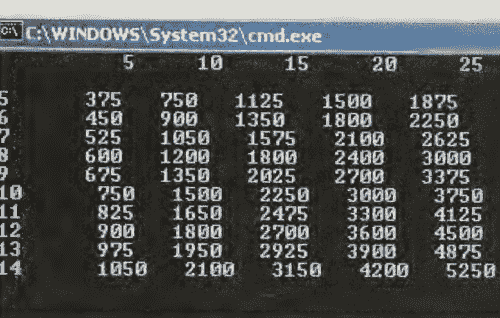 C:\WINDOWS\System32\cmd.exe
5 10 15 20 25
5 375 750 1125 1500 1875
6 450 900 1350 1800 2250
7 525 1050 1575 2100 2625
8 600 1200 1800 2400 3000
9 675 1350 2025 2700 3375
10 750 1500 2250 3000 3750
11 825 1650 2475 3300 4125
12 900 1800 2700 3600 4500
13 975 1950 2925 3900 4875
14 1050 2100 3150 4200 5250